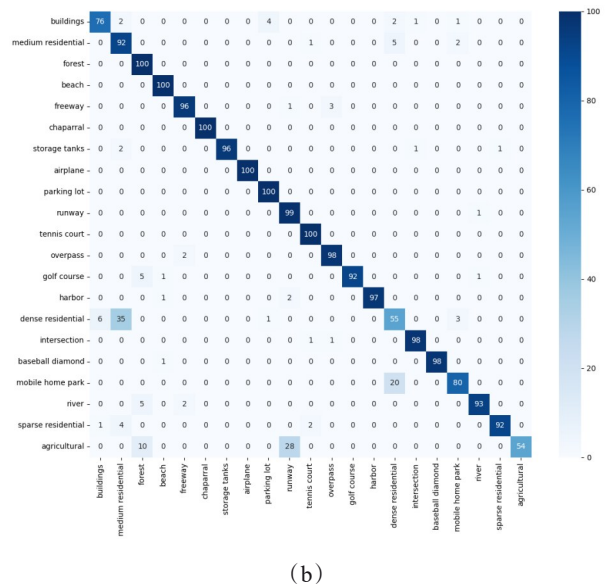 buildings 76 2 0 0 0 0 0 0 4 0 0 0 0 0 2 1 0 1 0 0 0
medium residential 0 92 0 0 0 0 0 0 0 0 1 0 0 0 5 0 0 2 0 0 0
forest 0 0 100 0 0 0 0 0 0 0 0 0 0 0 0 0 0 0 0 0 0
beach 0 0 0 100 0 0 0 0 0 0 0 0 0 0 0 0 0 0 0 0 0
freeway 0 0 0 0 96 0 0 0 0 1 0 3 0 0 0 0 0 0 0 0 0
chaparral 0 0 0 0 0 100 0 0 0 0 0 0 0 0 0 0 0 0 0 0 0
storage tanks 0 2 0 0 0 0 96 0 0 0 0 0 0 0 0 1 0 0 0 1 0
airplane 0 0 0 0 0 0 0 100 0 0 0 0 0 0 0 0 0 0 0 0 0
parking lot 0 0 0 0 0 0 0 0 100 0 0 0 0 0 0 0 0 0 0 0 0
runway 0 0 0 0 0 0 0 0 0 99 0 0 0 0 0 0 0 0 1 0 0
tennis court 0 0 0 0 0 0 0 0 0 0 100 0 0 0 0 0 0 0 0 0 0
overpass 0 0 0 0 2 0 0 0 0 0 0 98 0 0 0 0 0 0 0 0 0
golf course 0 0 5 1 0 0 0 0 0 0 0 0 92 0 0 0 0 0 1 0 0
harbor 0 0 0 1 0 0 0 0 0 2 0 0 0 97 0 0 0 0 0 0 0
dense residential 6 35 0 0 0 0 0 0 1 0 0 0 0 0 55 0 0 3 0 0 0
intersection 0 0 0 0 0 0 0 0 0 0 1 1 0 0 0 98 0 0 0 0 0
baseball diamond 0 0 0 1 0 0 0 0 0 0 0 0 0 0 0 0 98 0 0 0 0
mobile home park 0 0 0 0 0 0 0 0 0 0 0 0 0 0 20 0 0 80 0 0 0
river 0 0 5 0 2 0 0 0 0 0 0 0 0 0 0 0 0 0 93 0 0
sparse residential 1 4 0 0 0 0 0 0 0 0 2 0 0 0 0 0 0 0 0 92 0
agricultural 0 0 10 0 0 0 0 0 0 28 0 0 0 0 0 0 0 0 0 0 54
buildings
medium residential
forest
beach
freeway
chaparral
storage tanks
airplane
parking lot
runway
tennis court
overpass
golf course
harbor
dense residential
intersection
baseball diamond
mobile home park
river
sparse residential
agricultural
100
80
60
40
20
0
(b)